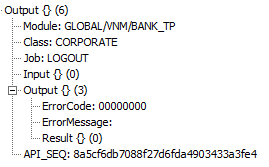 Output {} (6)
Module: GLOBAL/VNM/BANK_TP
Class: CORPORATE
Job: LOGOUT
Input {} (0)
Output {} (3)
ErrorCode: 00000000
ErrorMessage:
Result {} (0)
API_SEQ: 8a5cf6db7088f27d6fda4903433a3fe4